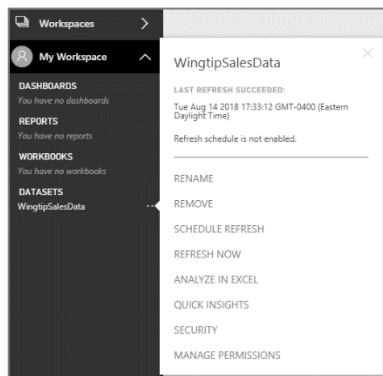 Workspaces
My Workspace
DASHBOARDS
You have no dashboards
REPORTS
You have no reports
WORKBOOKS
You have no workbooks
DATASETS
WingtipSalesData
WingtipSalesData
LAST REFRESH SUCCEEDED:
Tue Aug 14 2018 17:33:12 GMT-0400 (Eastern
Daylight Time)
Refresh schedule is not enabled.
RENAME
REMOVE
SCHEDULE REFRESH
REFRESH NOW
ANALYZE IN EXCEL
QUICK INSIGHTS
SECURITY
MANAGE PERMISSIONS